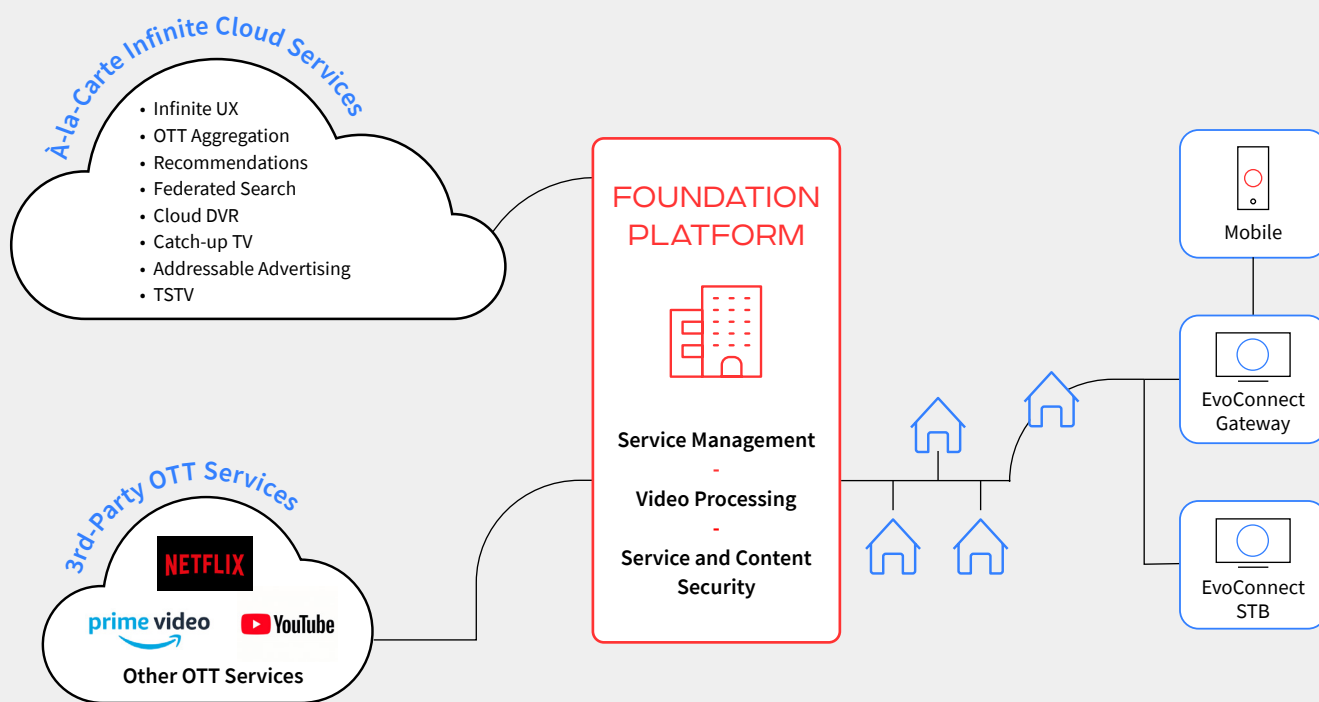 À-la-Carte Infinite Cloud Services
• Infinite UX
• OTT Aggregation
• Recommendations
• Federated Search
• Cloud DVR
• Catch-up TV
• Addressable Advertising
• TSTV
3rd-Party OTT Services
NETFLIX
prime video
YouTube
Other OTT Services
FOUNDATION
PLATFORM
Service Management
-
Video Processing
-
Service and Content
Security
Mobile
EvoConnect
Gateway
EvoConnect
STB